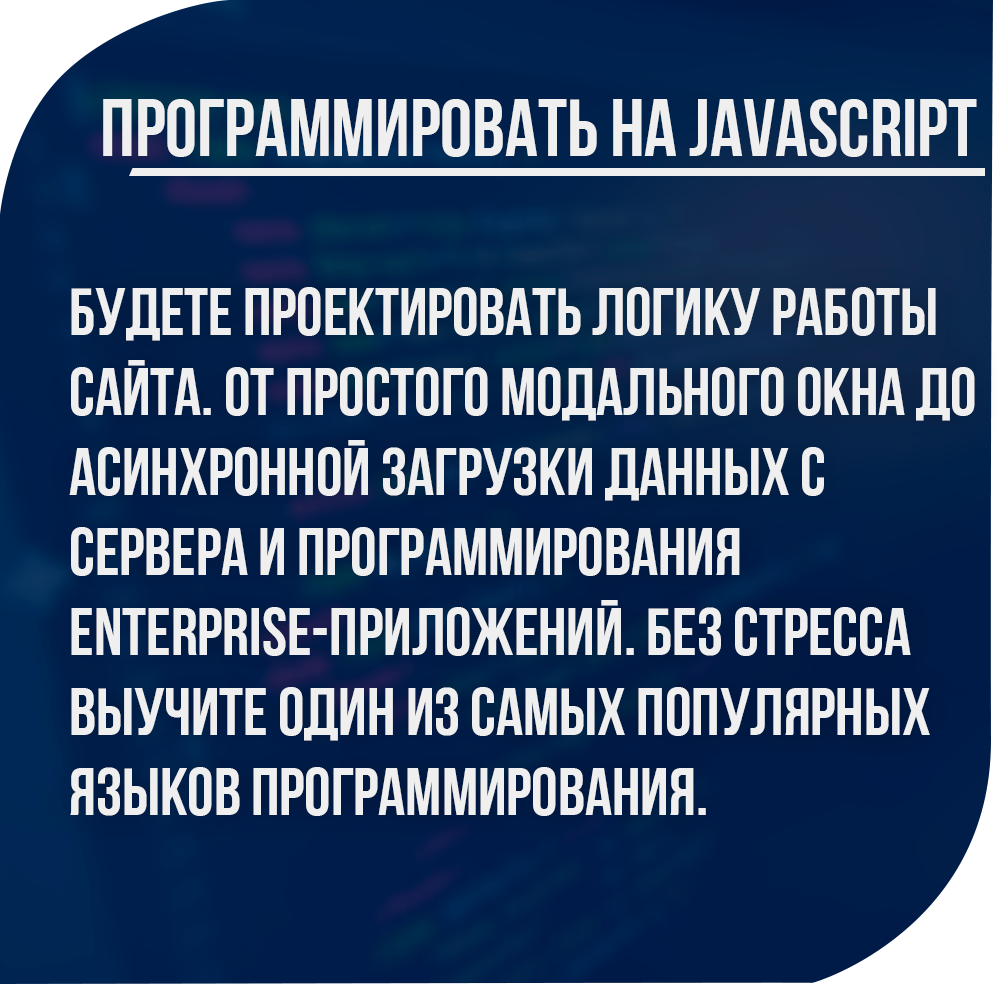 ПРОГРАММИРОВАТЬ НА JAVASCRIPT
БУДЕТЕ ПРОЕКТИРОВАТЬ ЛОГИКУ РАБОТЫ
САЙТА. ОТ ПРОСТОГО МОДАЛЬНОГО ОКНА ДО
АСИНХРОННОЙ ЗАГРУЗКИ ДАННЫХ С
СЕРВЕРА И ПРОГРАММИРОВАНИЯ
ENTERPRISE-ПРИЛОЖЕНИЙ. БЕЗ СТРЕССА
ВЫУЧИТЕ ОДИН ИЗ САМЫХ ПОПУЛЯРНЫХ
ЯЗЫКОВ ПРОГРАММИРОВАНИЯ.